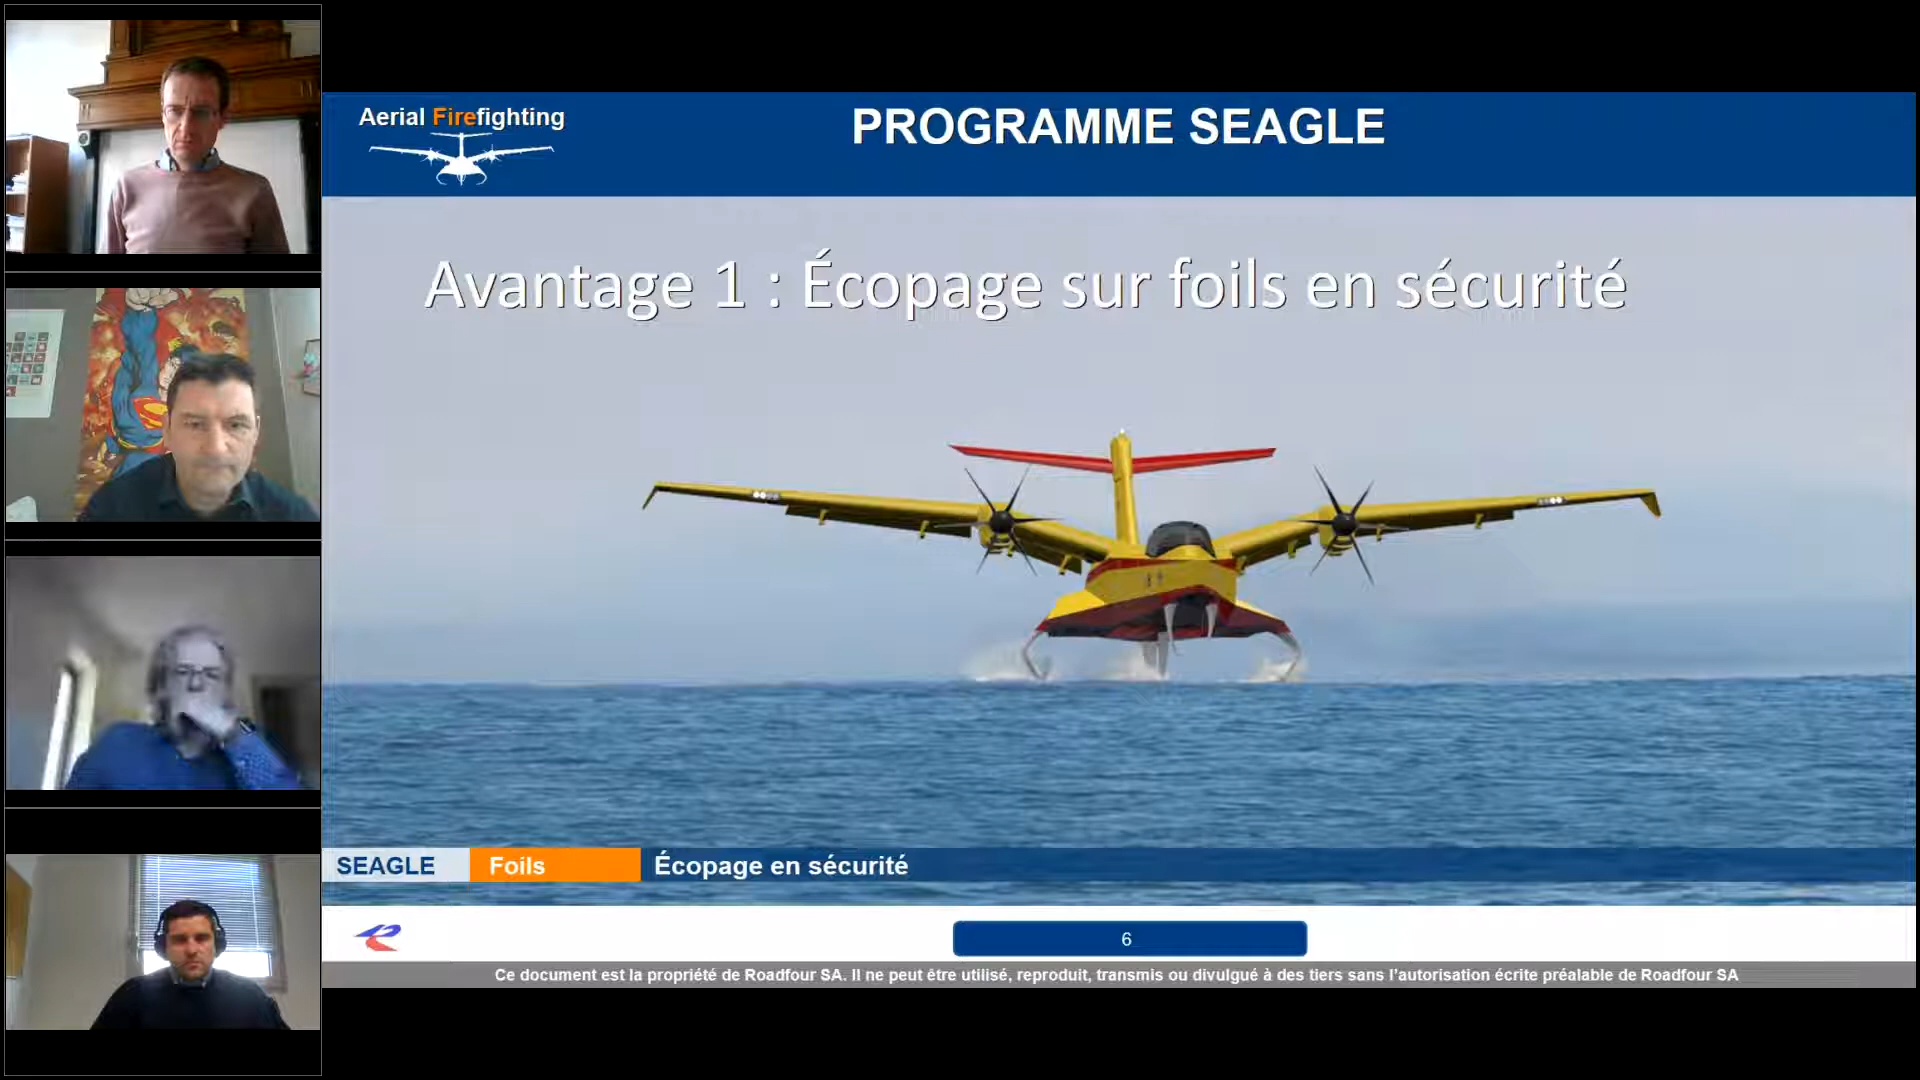 Aerial Firefighting
PROGRAMME SEAGLE
Avantage 1 : Écopage sur foils en sécurité
SEAGLE
Foils
Écopage en sécurité
6
Ce document est la propriété de Roadfour SA. Il ne peut être utilisé, reproduit, transmis ou divulgué à des tiers sans l'autorisation écrite préalable de Roadfour SA